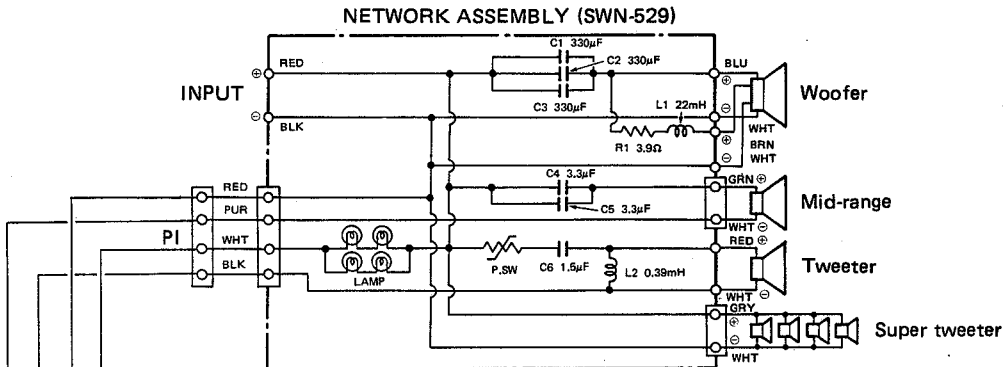 NETWORK ASSEMBLY (SWN-529)
C1 330µF
RED
C2 330µF
BLU
⊕
⊕
INPUT
Woofer
C3 330µF
L1 22mH
⊖
⊖
BLK
WHT
R1 3.9Ω
⊕ BRN
⊖ WHT
C4 3.3µF
GRN ⊕
RED
C5 3.3µF
Mid-range
PUR
WHT ⊖
PI
WHT
RED ⊕
P.SW
C6 1.5µF
Tweeter
BLK
LAMP
L2 0.39mH
WHT ⊖
GRY
⊕
Super tweeter
⊖
WHT